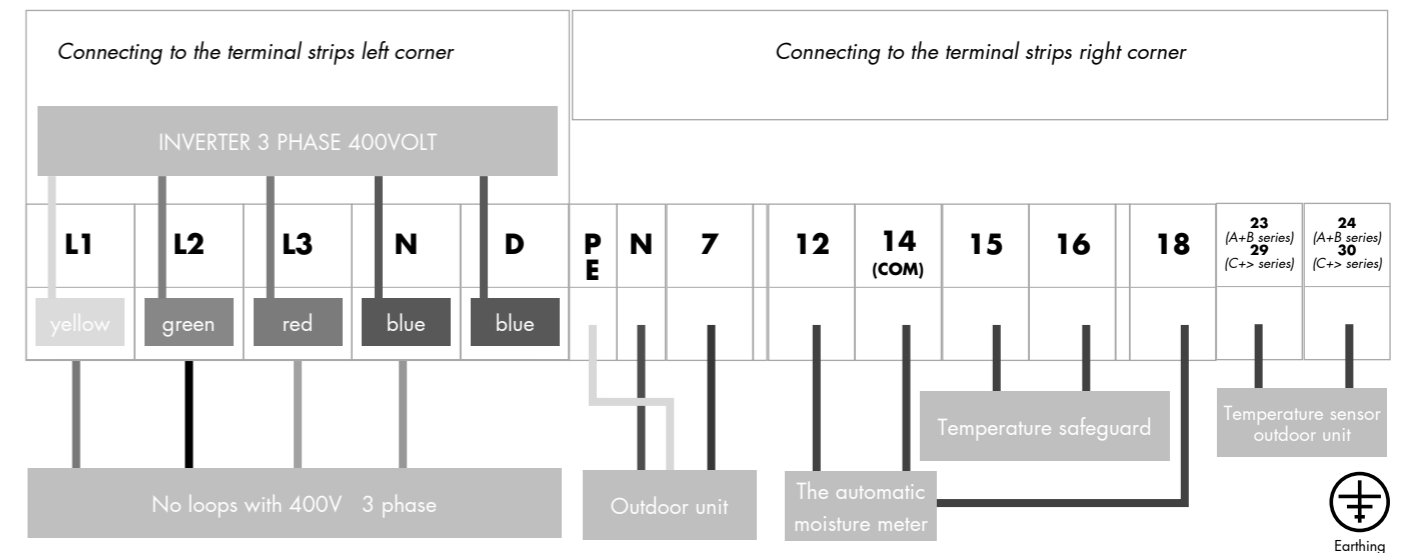 Connecting to the terminal strips left corner
Connecting to the terminal strips right corner
INVERTER 3 PHASE 400VOLT
L1 L2 L3 N D P N 7 12 14 15 16 18 23 24
E (COM) (A+B series) (A+B series)
29 30
(C+> series) (C+> series)
yellow green red blue blue
No loops with 400V 3 phase
Outdoor unit
The automatic
moisture meter
Temperature safeguard
Temperature sensor
outdoor unit
Earthing